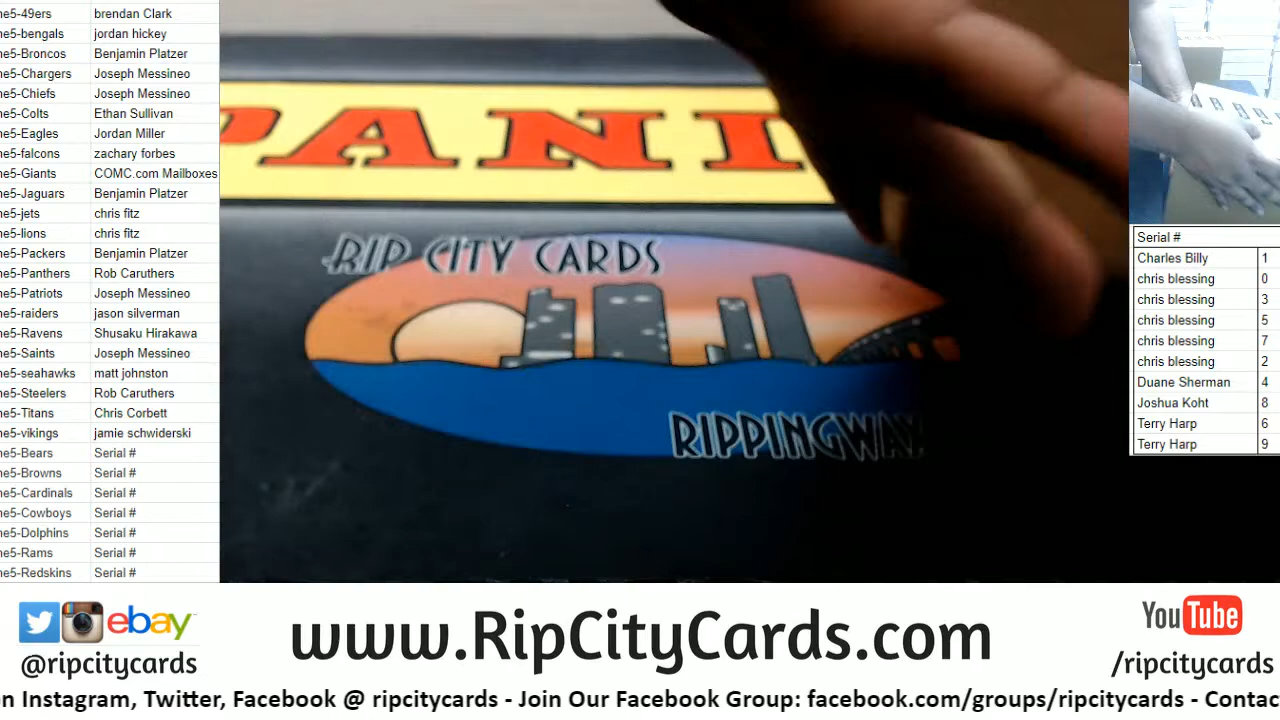 ne5-49ers brendan Clark
ne5-bengals jordan hickey
ne5-Broncos Benjamin Platzer
ne5-Chargers Joseph Messineo
ne5-Chiefs Joseph Messineo
ne5-Colts Ethan Sullivan
ne5-Eagles Jordan Miller
ne5-falcons zachary forbes
ne5-Giants COMC.com Mailboxes
ne5-Jaguars Benjamin Platzer
ne5-jets chris fitz
ne5-lions chris fitz
ne5-Packers Benjamin Platzer
ne5-Panthers Rob Caruthers
ne5-Patriots Joseph Messineo
ne5-raiders jason silverman
ne5-Ravens Shusaku Hirakawa
ne5-Saints Joseph Messineo
ne5-seahawks matt johnston
ne5-Steelers Rob Caruthers
ne5-Titans Chris Corbett
ne5-vikings jamie schwiderski
ne5-Bears Serial #
ne5-Browns Serial #
ne5-Cardinals Serial #
ne5-Cowboys Serial #
ne5-Dolphins Serial #
ne5-Rams Serial #
ne5-Redskins Serial #
PANI
RIP CITY CARDS
RIPPINGWAX
Serial #
Charles Billy 1
chris blessing 0
chris blessing 3
chris blessing 5
chris blessing 7
chris blessing 2
Duane Sherman 4
Joshua Koht 8
Terry Harp 6
Terry Harp 9
ebay
@ripcitycards
www.RipCityCards.com
YouTube
/ripcitycards
on Instagram, Twitter, Facebook @ ripcitycards - Join Our Facebook Group: facebook.com/groups/ripcitycards - Contac